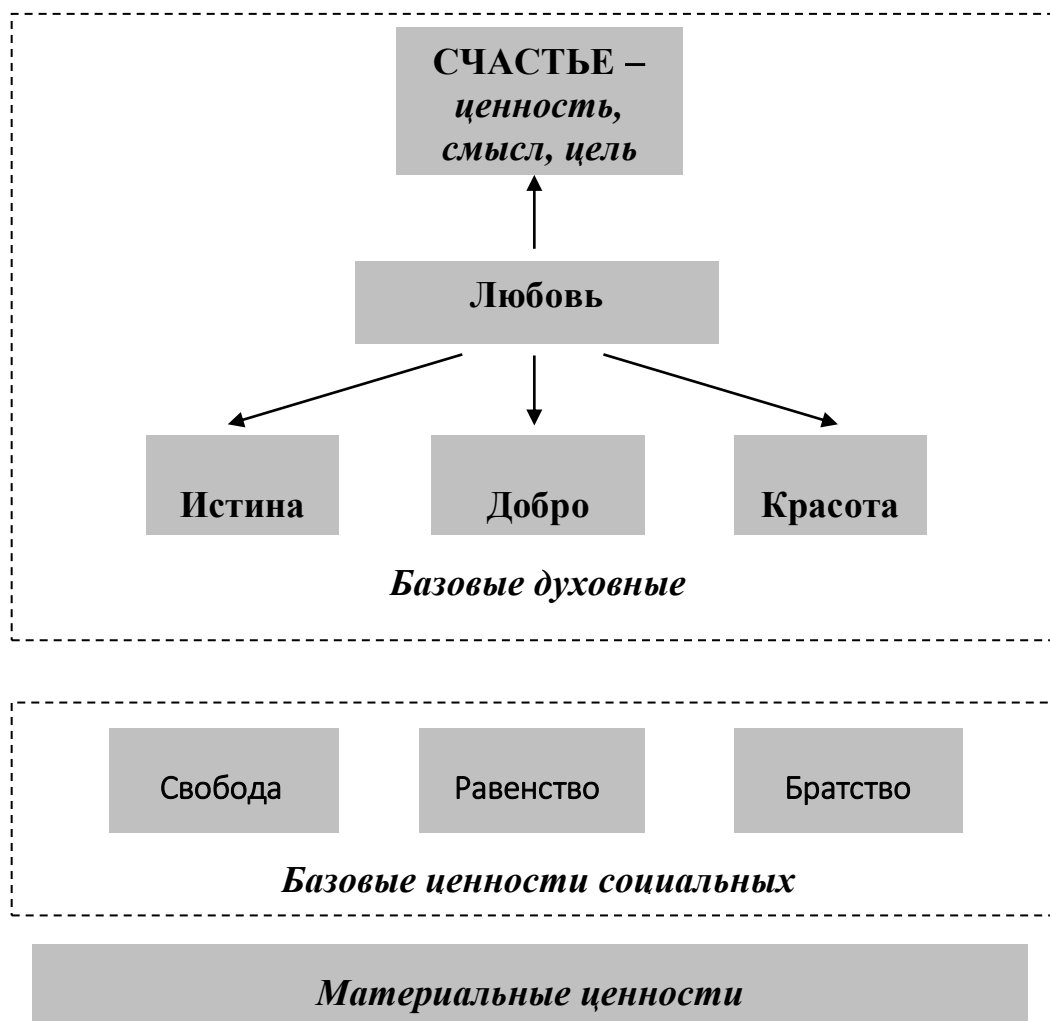 СЧАСТЬЕ –
ценность,
смысл, цель
Любовь
Истина
Добро
Красота
Базовые духовные
Свобода
Равенство
Братство
Базовые ценности социальных
Материальные ценности